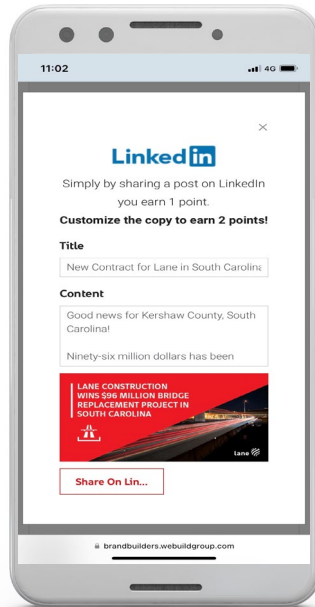 11:02
4G
×
Linked in
Simply by sharing a post on LinkedIn
you earn 1 point.
Customize the copy to earn 2 points!
Title
New Contract for Lane in South Carolina
Content
Good news for Kershaw County, South
Carolina!
Ninety-six million dollars has been
LANE CONSTRUCTION
WINS $96 MILLION BRIDGE
REPLACEMENT PROJECT IN
SOUTH CAROLINA
Lane
Share On Lin...
brandbuilders.webuildgroup.com